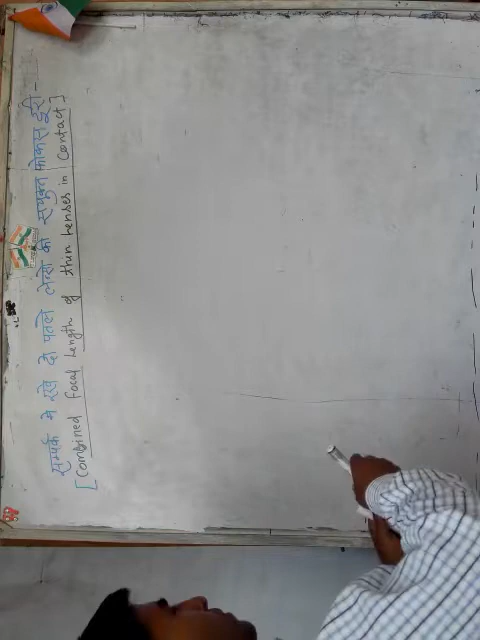 सम्पर्क मे रखे दो पतले लेन्सो की संयुक्त फोकस दूरी -
[Combined focal Length of thin Lenses in Contact]